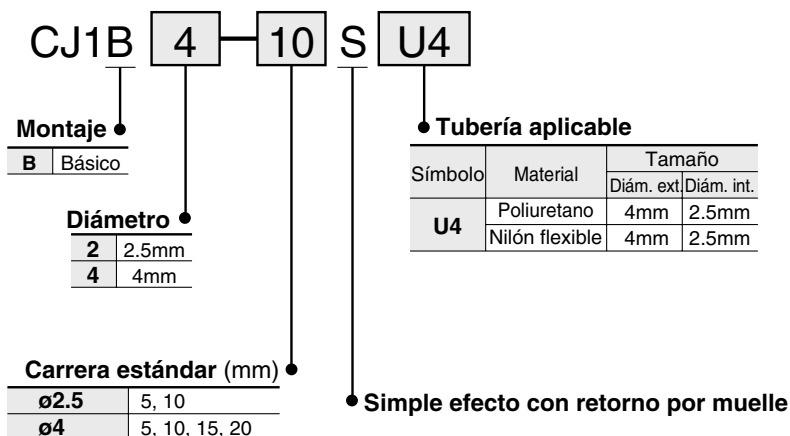 CJ1B 4 - 10 S U4
Montaje
B Básico
Diámetro
2 2.5mm
4 4mm
Carrera estándar (mm)
ø2.5 5, 10
ø4 5, 10, 15, 20
Tubería aplicable
Símbolo Material Tamaño
Diám. ext. Diám. int.
U4 Poliuretano 4mm 2.5mm
Nilón flexible 4mm 2.5mm
Simple efecto con retorno por muelle